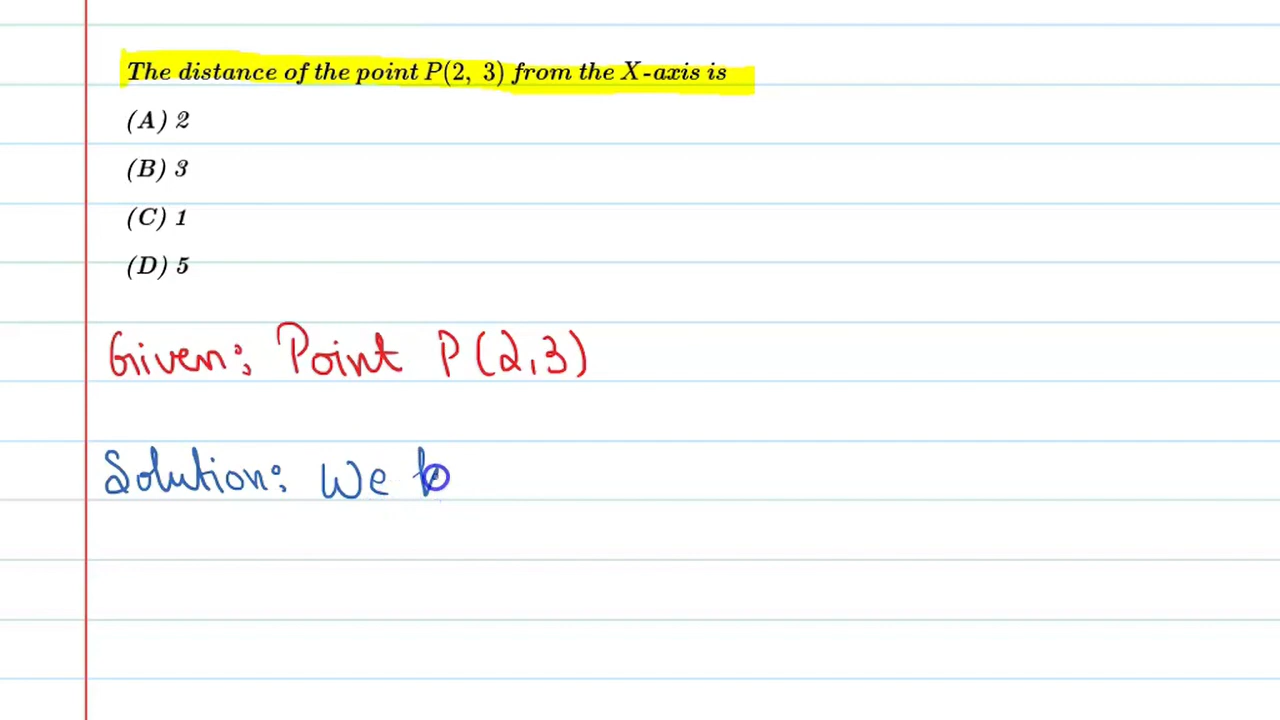 The distance of the point P(2, 3) from the X-axis is
(A) 2
(B) 3
(C) 1
(D) 5
Given: Point P(2,3)
Solution: We